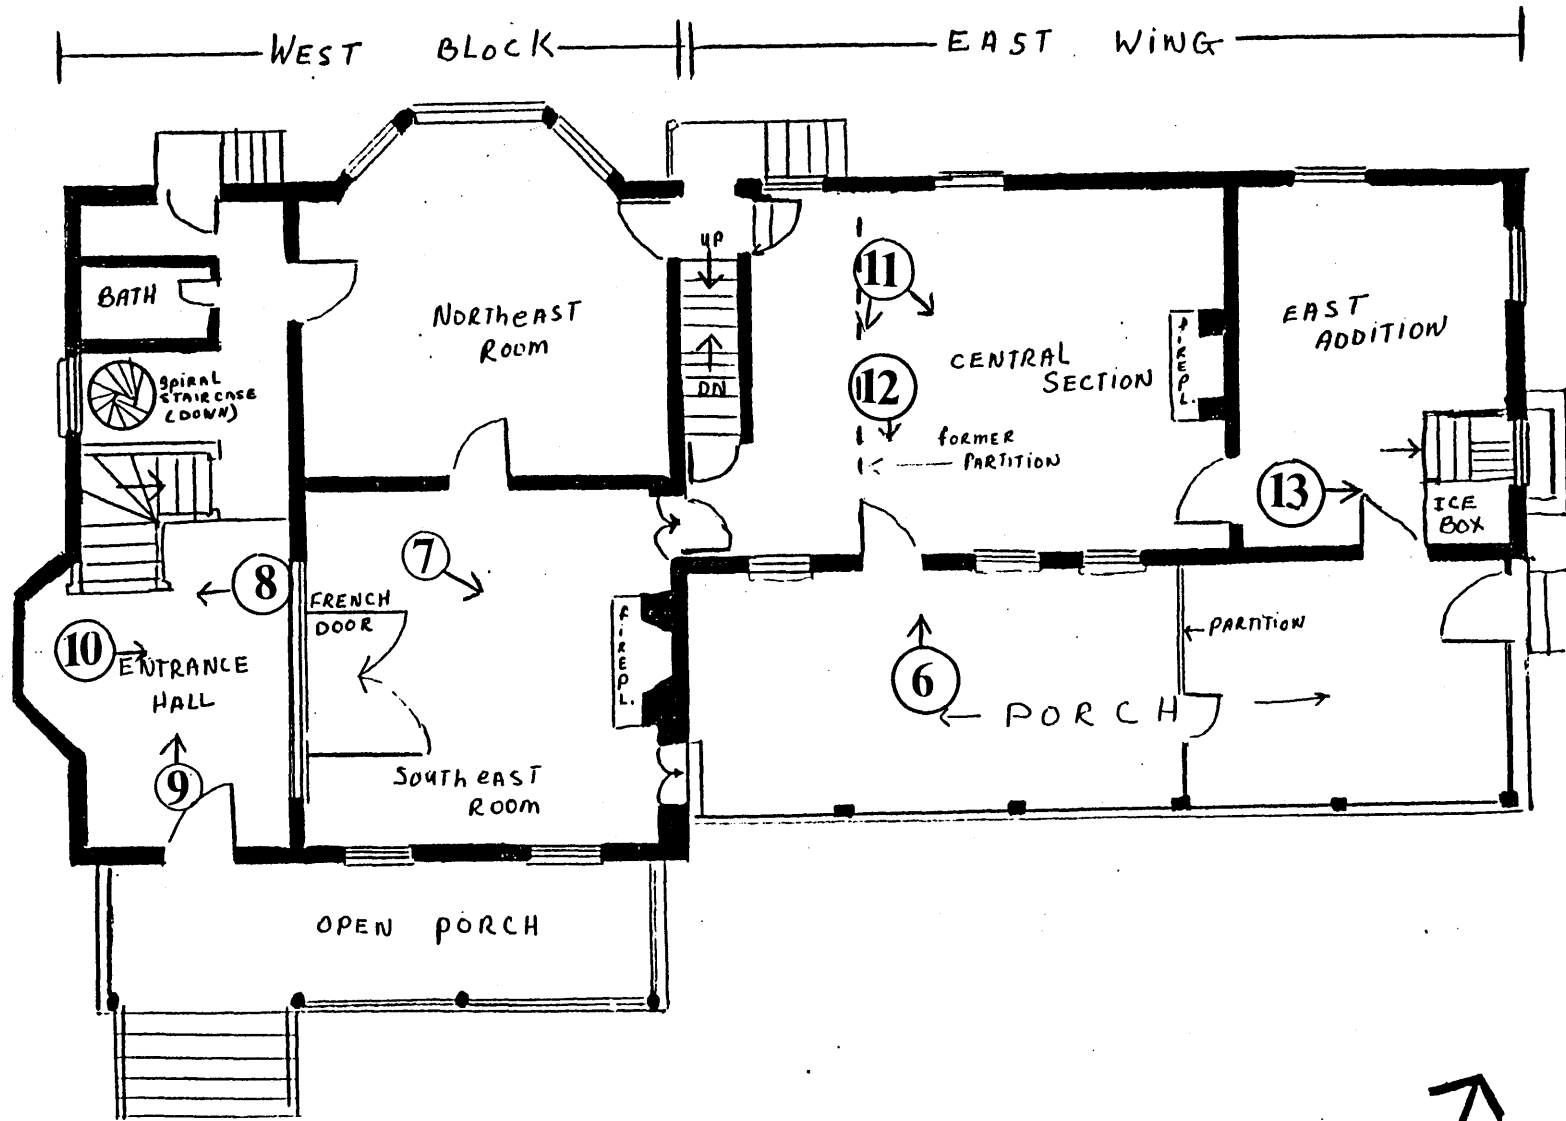 WEST BLOCK
EAST WING
UP
BATH
NORTHEAST
ROOM
11
FIREPL.
EAST
ADDITION
SPIRAL
STAIRCASE
(DOWN)
DN
12
CENTRAL
SECTION
FORMER
PARTITION
13
ICE
BOX
7
8
FRENCH
DOOR
FIREPL.
10
ENTRANCE
HALL
6
PARTITION
PORCH
9
SOUTHEAST
ROOM
OPEN PORCH